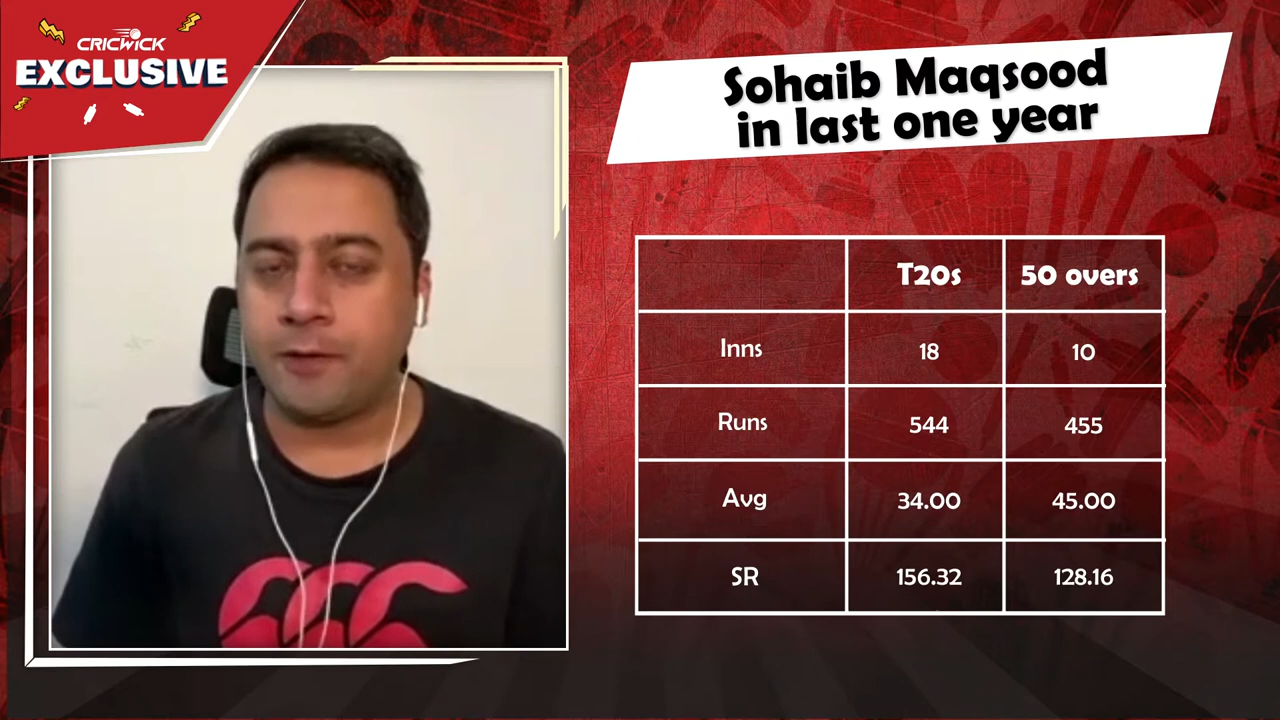 CRICWICK
EXCLUSIVE
Sohaib Maqsood
in last one year
T20s 50 overs
Inns 18 10
Runs 544 455
Avg 34.00 45.00
SR 156.32 128.16